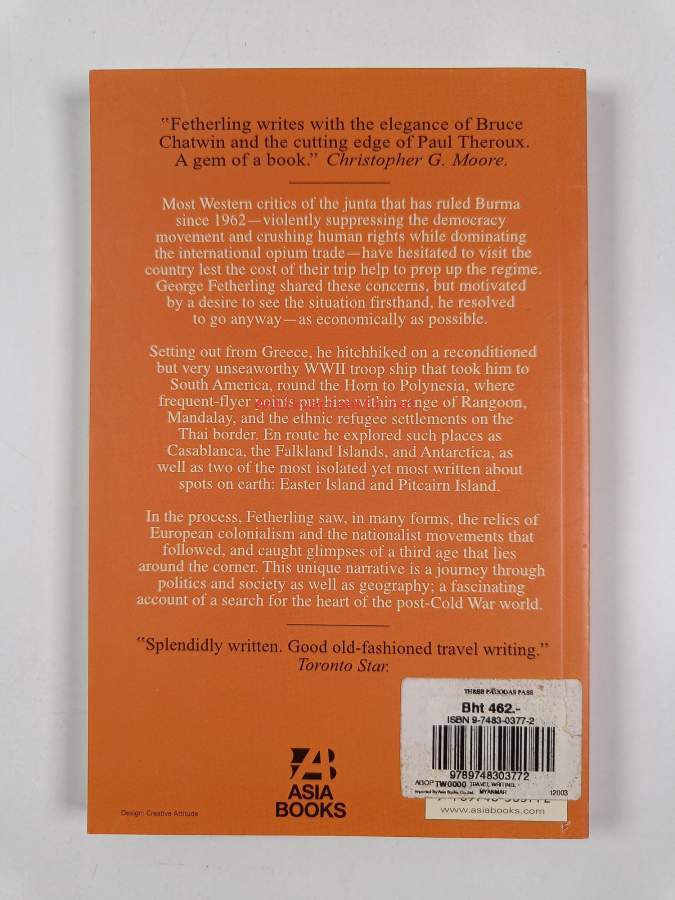 "Fetherling writes with the elegance of Bruce
Chatwin and the cutting edge of Paul Theroux.
A gem of a book." Christopher G. Moore.
Most Western critics of the junta that has ruled Burma
since 1962—violently suppressing the democracy
movement and crushing human rights while dominating
the international opium trade—have hesitated to visit the
country lest the cost of their trip help to prop up the regime.
George Fetherling shared these concerns, but motivated
by a desire to see the situation firsthand, he resolved
to go anyway—as economically as possible.
Setting out from Greece, he hitchhiked on a reconditioned
but very unseaworthy WWII troop ship that took him to
South America, round the Horn to Polynesia, where
frequent-flyer points put him within range of Rangoon,
Mandalay, and the ethnic refugee settlements on the
Thai border. En route he explored such places as
Casablanca, the Falkland Islands, and Antarctica, as
well as two of the most isolated yet most written about
spots on earth: Easter Island and Pitcairn Island.
In the process, Fetherling saw, in many forms, the relics of
European colonialism and the nationalist movements that
followed, and caught glimpses of a third age that lies
around the corner. This unique narrative is a journey through
politics and society as well as geography; a fascinating
account of a search for the heart of the post-Cold War world.
"Splendidly written. Good old-fashioned travel writing."
Toronto Star.
THREE PAGODAS PASS
Bht 462.-
ISBN 9-7483-0377-2
9789748303772
TW0000 TRAVEL WRITING
MYANMAR
12003
www.asiabooks.com
ASIA
BOOKS
Design: Creative Attitude